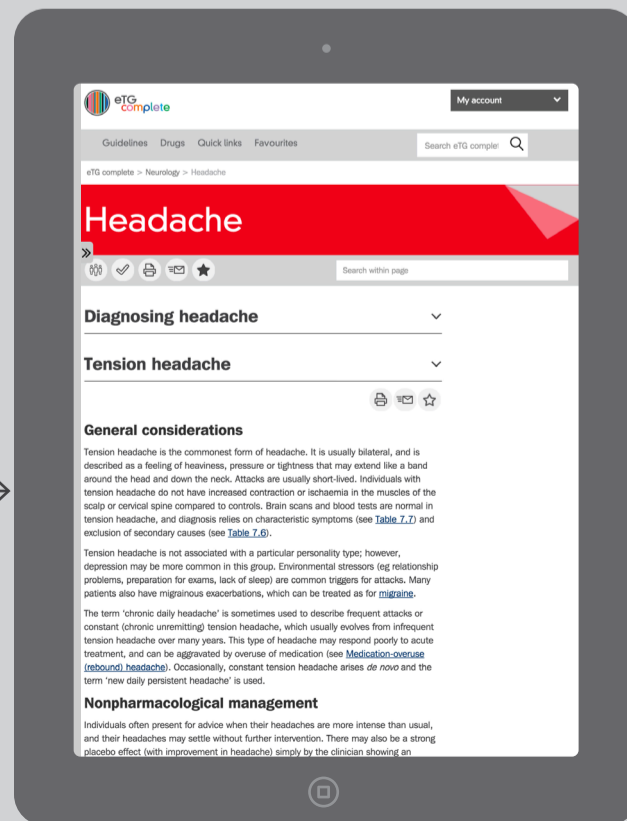 eTG
complete
My account
Guidelines Drugs Quick links Favourites
Search eTG complet
eTG complete > Neurology > Headache
Headache
Search within page
Diagnosing headache
Tension headache
General considerations
Tension headache is the commonest form of headache. It is usually bilateral, and is
described as a feeling of heaviness, pressure or tightness that may extend like a band
around the head and down the neck. Attacks are usually short-lived. Individuals with
tension headache do not have increased contraction or ischaemia in the muscles of the
scalp or cervical spine compared to controls. Brain scans and blood tests are normal in
tension headache, and diagnosis relies on characteristic symptoms (see Table 7.7) and
exclusion of secondary causes (see Table 7.6).
Tension headache is not associated with a particular personality type; however,
depression may be more common in this group. Environmental stressors (eg relationship
problems, preparation for exams, lack of sleep) are common triggers for attacks. Many
patients also have migrainous exacerbations, which can be treated as for migraine.
The term ‘chronic daily headache’ is sometimes used to describe frequent attacks or
constant (chronic unremitting) tension headache, which usually evolves from infrequent
tension headache over many years. This type of headache may respond poorly to acute
treatment, and can be aggravated by overuse of medication (see Medication-overuse
(rebound) headache). Occasionally, constant tension headache arises de novo and the
term ‘new daily persistent headache’ is used.
Nonpharmacological management
Individuals often present for advice when their headaches are more intense than usual,
and their headaches may settle without further intervention. There may also be a strong
placebo effect (with improvement in headache) simply by the clinician showing an